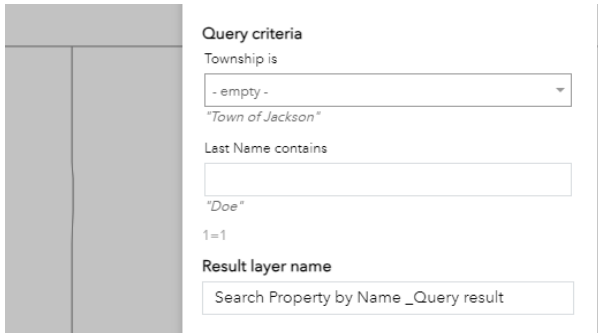 Query criteria
Township is
- empty -
"Town of Jackson"
Last Name contains
"Doe"
1=1
Result layer name
Search Property by Name _Query result